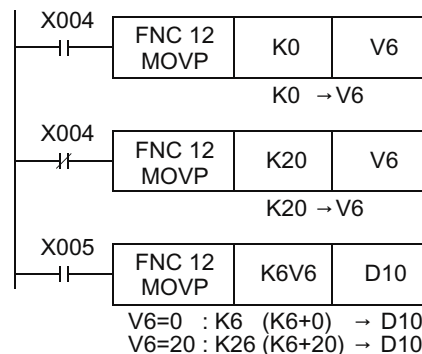 X004
FNC 12
MOVP
K0
V6
K0 → V6
X004
FNC 12
MOVP
K20
V6
K20 → V6
X005
FNC 12
MOVP
K6V6
D10
V6=0 : K6 (K6+0) → D10
V6=20 : K26 (K6+20) → D10